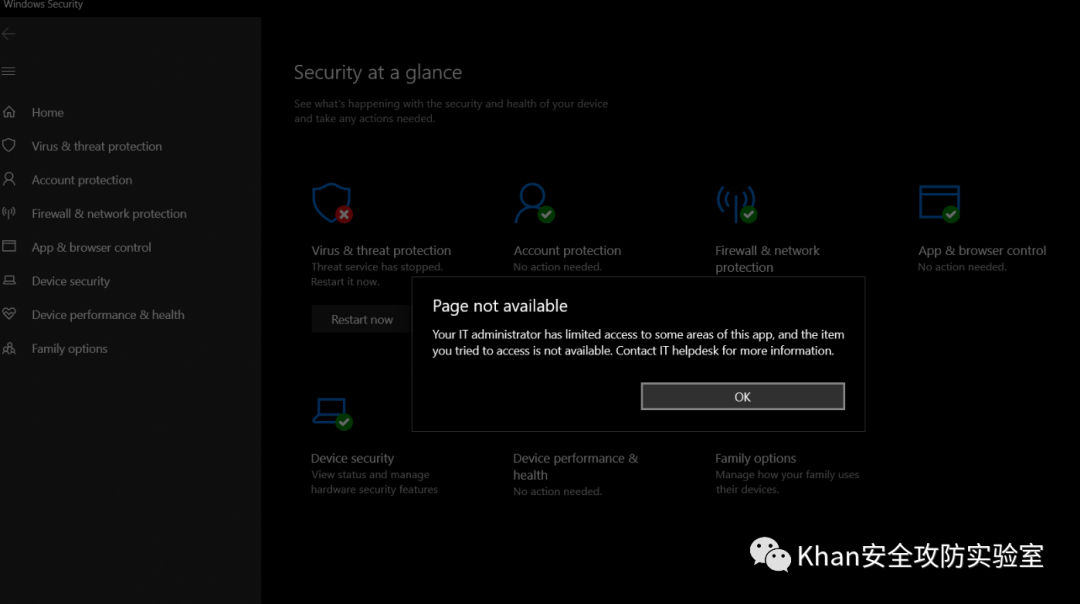 Windows Security
Home
Virus & threat protection
Account protection
Firewall & network protection
App & browser control
Device security
Device performance & health
Family options
Security at a glance
See what's happening with the security and health of your device
and take any actions needed.
Virus & threat protection
Threat service has stopped.
Restart it now.
Restart now
Account protection
No action needed.
Firewall & network
protection
App & browser control
No action needed.
Page not available
Your IT administrator has limited access to some areas of this app, and the item
you tried to access is not available. Contact IT helpdesk for more information.
OK
Device security
View status and manage
hardware security features
Device performance &
health
No action needed.
Family options
Manage how your family uses
their devices.
Khan安全攻防实验室